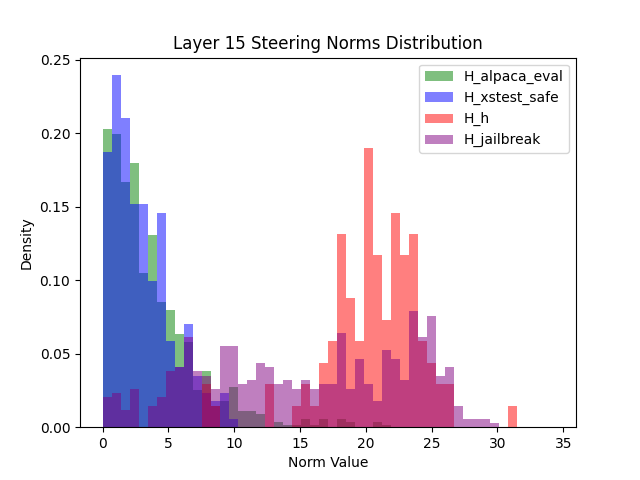 Layer 15 Steering Norms Distribution
H_alpaca_eval
H_xstest_safe
H_h
H_jailbreak
Density
0.25
0.20
0.15
0.10
0.05
0.00
0 5 10 15 20 25 30 35
Norm Value